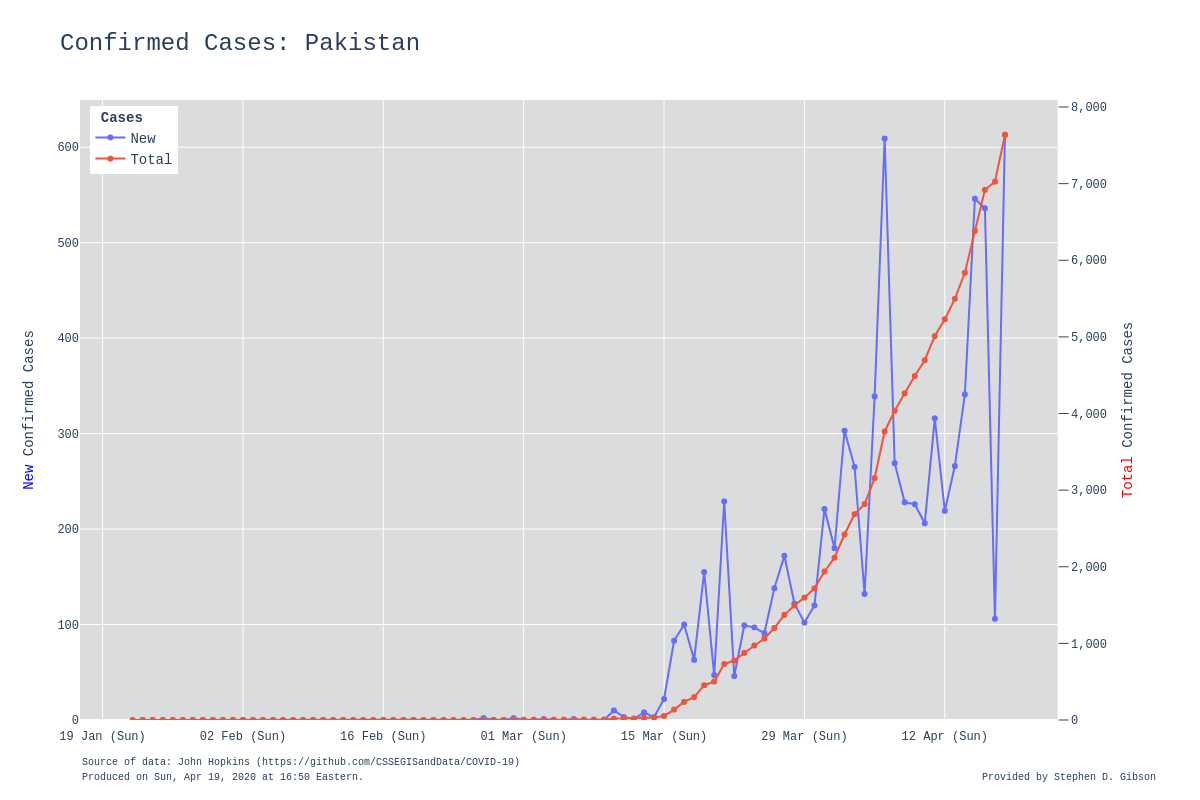 Confirmed Cases: Pakistan
Cases
New
Total
600
500
400
300
200
100
0
New Confirmed Cases
8,000
7,000
6,000
5,000
4,000
3,000
2,000
1,000
0
Total Confirmed Cases
19 Jan (Sun) 02 Feb (Sun) 16 Feb (Sun) 01 Mar (Sun) 15 Mar (Sun) 29 Mar (Sun) 12 Apr (Sun)
Source of data: John Hopkins (https://github.com/CSSEGISandData/COVID-19)
Produced on Sun, Apr 19, 2020 at 16:50 Eastern.
Provided by Stephen D. Gibson